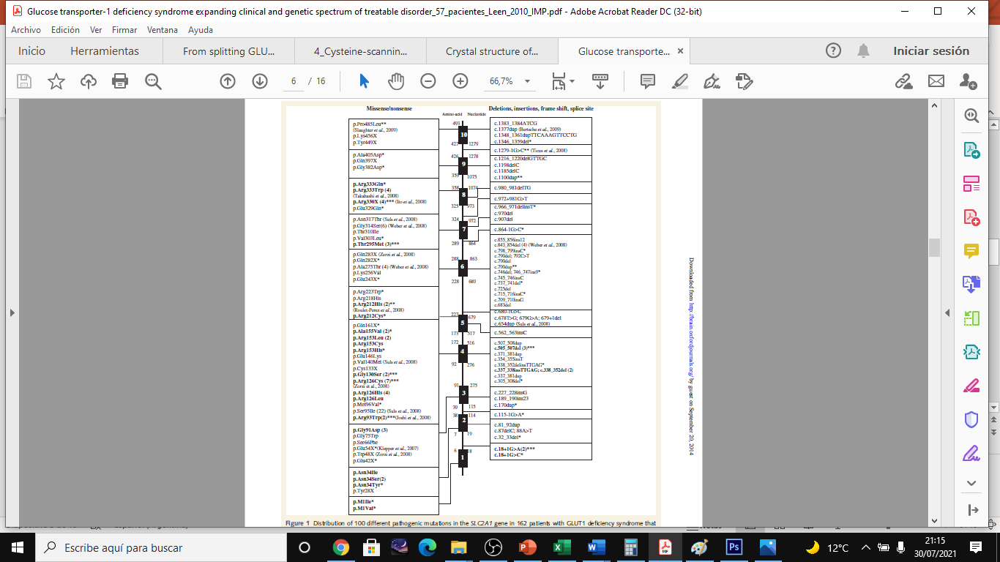 Glucose transporter-1 deficiency syndrome expanding clinical and genetic spectrum of treatable disorder_57_pacientes_Leen_2010_IMP.pdf - Adobe Acrobat Reader DC (32-bit)
Archivo Edición Ver Firmar Ventana Ayuda
Inicio Herramientas From splitting GLU... 4_Cysteine-scannin... Crystal structure of... Glucose transporte... ×
Iniciar sesión
6 / 16 66,7%
Missense/nonsense
Amino-acid Nucleotide
Deletions, insertions, frame shift, splice site
p.Pro485Leu**
(Slaughter et al., 2009)
p.Lys456X
p.Tyr449X
p.Ala405Asp*
p.Gln397X
p.Gly382Asp*
p.Arg333Gln*
p.Arg333Trp (4)
(Takahashi et al., 2008)
p.Arg330X (4)*** (Ito et al., 2008)
p.Glu329Gln*
p.Asn317Thr (Suls et al., 2008)
p.Gly314Ser(6) (Weber et al., 2008)
p.Thr310Ile
p.Val303Leu*
p.Thr295Met (3)***
p.Gln283X (Zorzi et al., 2008)
p.Gln282X*
p.Ala275Thr (4) (Weber et al., 2008)
p.Lys256Val
p.Glu243X*
p.Arg223Trp*
p.Arg218His
p.Arg212His (2)**
(Roulet-Perez et al., 2008)
p.Arg212Cys*
p.Gln161X*
p.Ala155Val (2)*
p.Arg153Leu (2)
p.Arg153Cys
p.Arg153His*
p.Glu146Lys
p.Val140Met (Suls et al., 2008)
p.Cys133X
p.Gly130Ser (2)***
p.Arg126Cys (7)***
(Zorzi et al., 2008)
p.Arg126His (4)
p.Arg126Leu
p.Met96Val*
p.Ser95Ile (22) (Suls et al., 2008)
p.Arg93Trp(2)***(Joshi et al., 2008)
p.Gly91Asp (3)
p.Gly75Trp
p.Ser66Phe
p.Glu54X*(Klepper et al., 2007)
p.Trp48X (Zorzi et al., 2008)
p.Glu42X*
p.Asn34Ile
p.Asn34Ser(2)
p.Asn34Tyr*
p.Tyr28X
p.M1Ile*
p.M1Val*
493
10
427 1279
426 1278
9
359 1075
358 1074
8
325 973
324 972
7
289 864
288 863
6
228 680
227 679
5
173 517
172 516
4
92 276
91 275
3
39 115
38 114
2
7 19
6 18
1
c.1383_1384ATCG
c.1377dup (Bertsche et al., 2009)
c.1348_1361dupTTCAAAGTTCCTG
c.1346_1359del*
c.1279-1G>C** (Ticus et al., 2008)
c.1216_1220delGTTGC
c.1198delC
c.1185delC
c.1100dup**
c.980_981delTG
c.972+981G>T
c.966_971delinsT*
c.970del
c.907del
c.864-1G>C*
c.855_856ins12
c.843_854del (4) (Weber et al., 2008)
c.798_799insC*
c.790del; 792C>T
c.790del
c.790dup**
c.746del; 746_747ins9*
c.745_746insC
c.737_741del*
c.725del
c.715_716insC*
c.709_710insG
c.683del
c.680-1G>C
c.678T>G; 679G>A; 679+1del
c.654dup (Suls et al., 2008)
c.562_563insC
c.507_508dup
c.505_507del (3)***
c.371_381dup
c.354_355insT
c.338_352delinsTTGAG*
c.337_338insTTGAG; c.338_352del (2)
c.337_381dup
c.305_308del*
c.227_228insG
c.189_190ins23
c.170dup*
c.115-1G>A*
c.81_92dup
c.87delC; 88A>T
c.32_33del*
c.18+1G>A(2)***
c.18+1G>C*
Downloaded from http://brain.oxfordjournals.org/ by guest on September 20, 2014
Figure 1 Distribution of 100 different pathogenic mutations in the SLC2A1 gene in 162 patients with GLUT1 deficiency syndrome that
Escribe aquí para buscar
12°C
21:15
30/07/2021